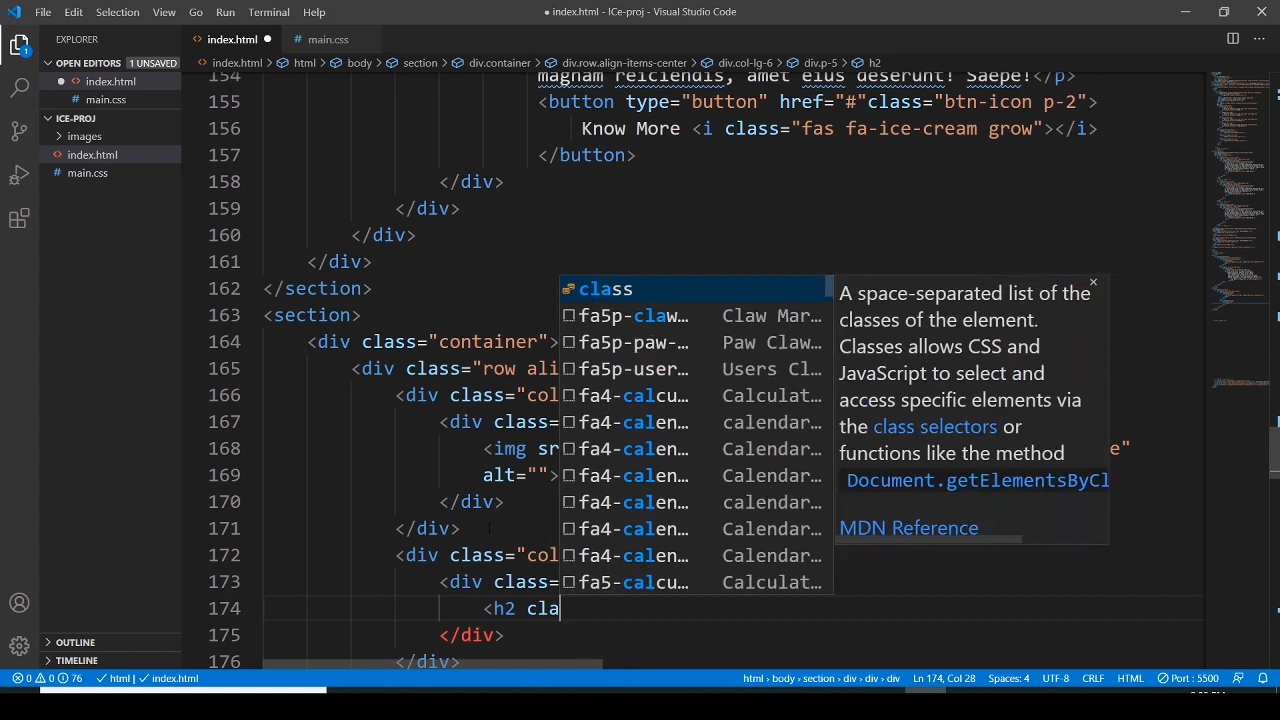 File Edit Selection View Go Run Terminal Help
● index.html - ICe-proj - Visual Studio Code
EXPLORER
OPEN EDITORS 1 UNSAVED
index.html
main.css
ICE-PROJ
images
index.html
main.css
OUTLINE
TIMELINE
1
index.html ● main.css
index.html > html > body > section > div.container > div.row.align-items-center > div.col-lg-6 > div.p-5 > h2
154 magnam reiciendis, amet eius deserunt! Saepe!</p>
155 <button type="button" href="#"class="btn-icon p-2">
156 Know More <i class="fas fa-ice-cream grow"></i>
157 </button>
158 </div>
159 </div>
160 </div>
161 </div>
162 </section>
163 <section>
164 <div class="container">
165 <div class="row ali
166 <div class="col
167 <div class=
168 <img sr e"
169 alt="">
170 </div>
171 </div>
172 <div class="col
173 <div class=
174 <h2 cla
175 </div>
176 </div>
class
fa5p-claw… Claw Mar…
fa5p-paw-… Paw Claw…
fa5p-user… Users Cl…
fa4-calcu… Calculat…
fa4-calen… calendar…
fa4-calen… Calendar…
fa4-calen… Calendar…
fa4-calen… calendar…
fa4-calen… Calendar…
fa4-calen… Calendar…
fa5-calcu… Calculat…
A space-separated list of the
classes of the element.
Classes allows CSS and
JavaScript to select and
access specific elements via
the class selectors or
functions like the method
Document.getElementsByCl
MDN Reference
0 0 76 html | index.html html > body > section > div > div > div Ln 174, Col 28 Spaces: 4 UTF-8 CRLF HTML Port : 5500